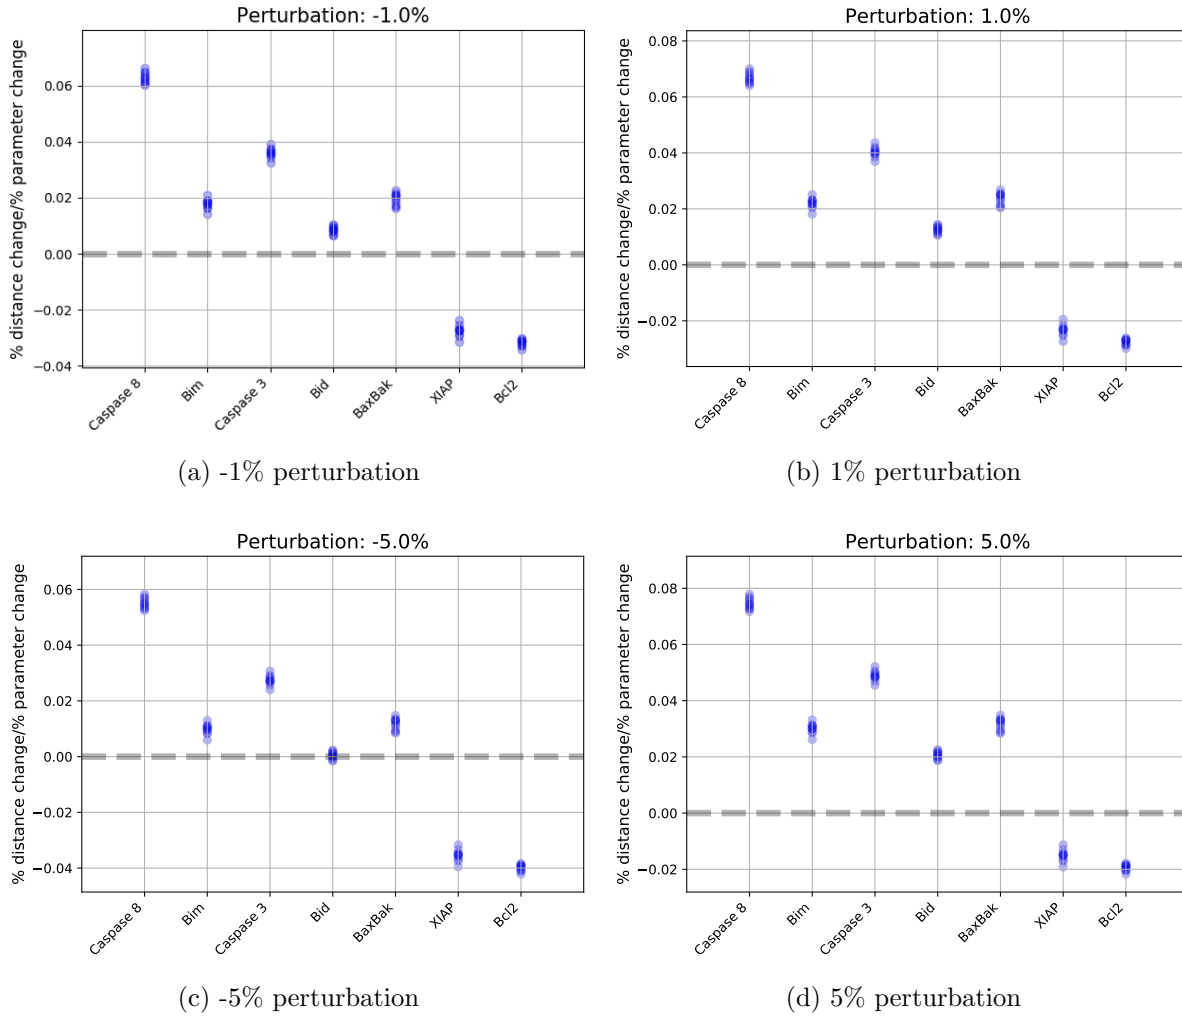 Perturbation: -1.0%
% distance change/% parameter change
0.06
0.04
0.02
0.00
−0.02
−0.04
Caspase 8
Bim
Caspase 3
Bid
BaxBak
XIAP
Bcl2
(a) -1% perturbation
Perturbation: 1.0%
% distance change/% parameter change
0.08
0.06
0.04
0.02
0.00
−0.02
Caspase 8
Bim
Caspase 3
Bid
BaxBak
XIAP
Bcl2
(b) 1% perturbation
Perturbation: -5.0%
% distance change/% parameter change
0.06
0.04
0.02
0.00
−0.02
−0.04
Caspase 8
Bim
Caspase 3
Bid
BaxBak
XIAP
Bcl2
(c) -5% perturbation
Perturbation: 5.0%
% distance change/% parameter change
0.08
0.06
0.04
0.02
0.00
−0.02
Caspase 8
Bim
Caspase 3
Bid
BaxBak
XIAP
Bcl2
(d) 5% perturbation